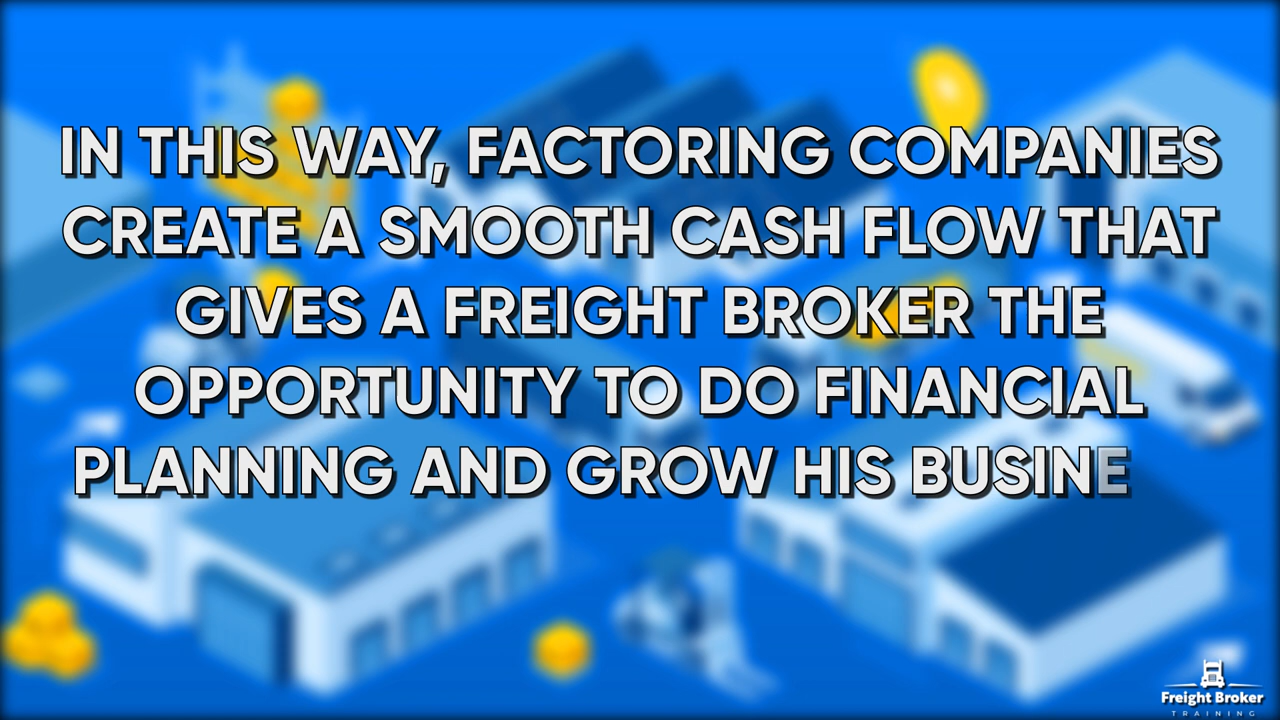 IN THIS WAY, FACTORING COMPANIES
CREATE A SMOOTH CASH FLOW THAT
GIVES A FREIGHT BROKER THE
OPPORTUNITY TO DO FINANCIAL
PLANNING AND GROW HIS BUSINE
Freight Broker
TRAINING